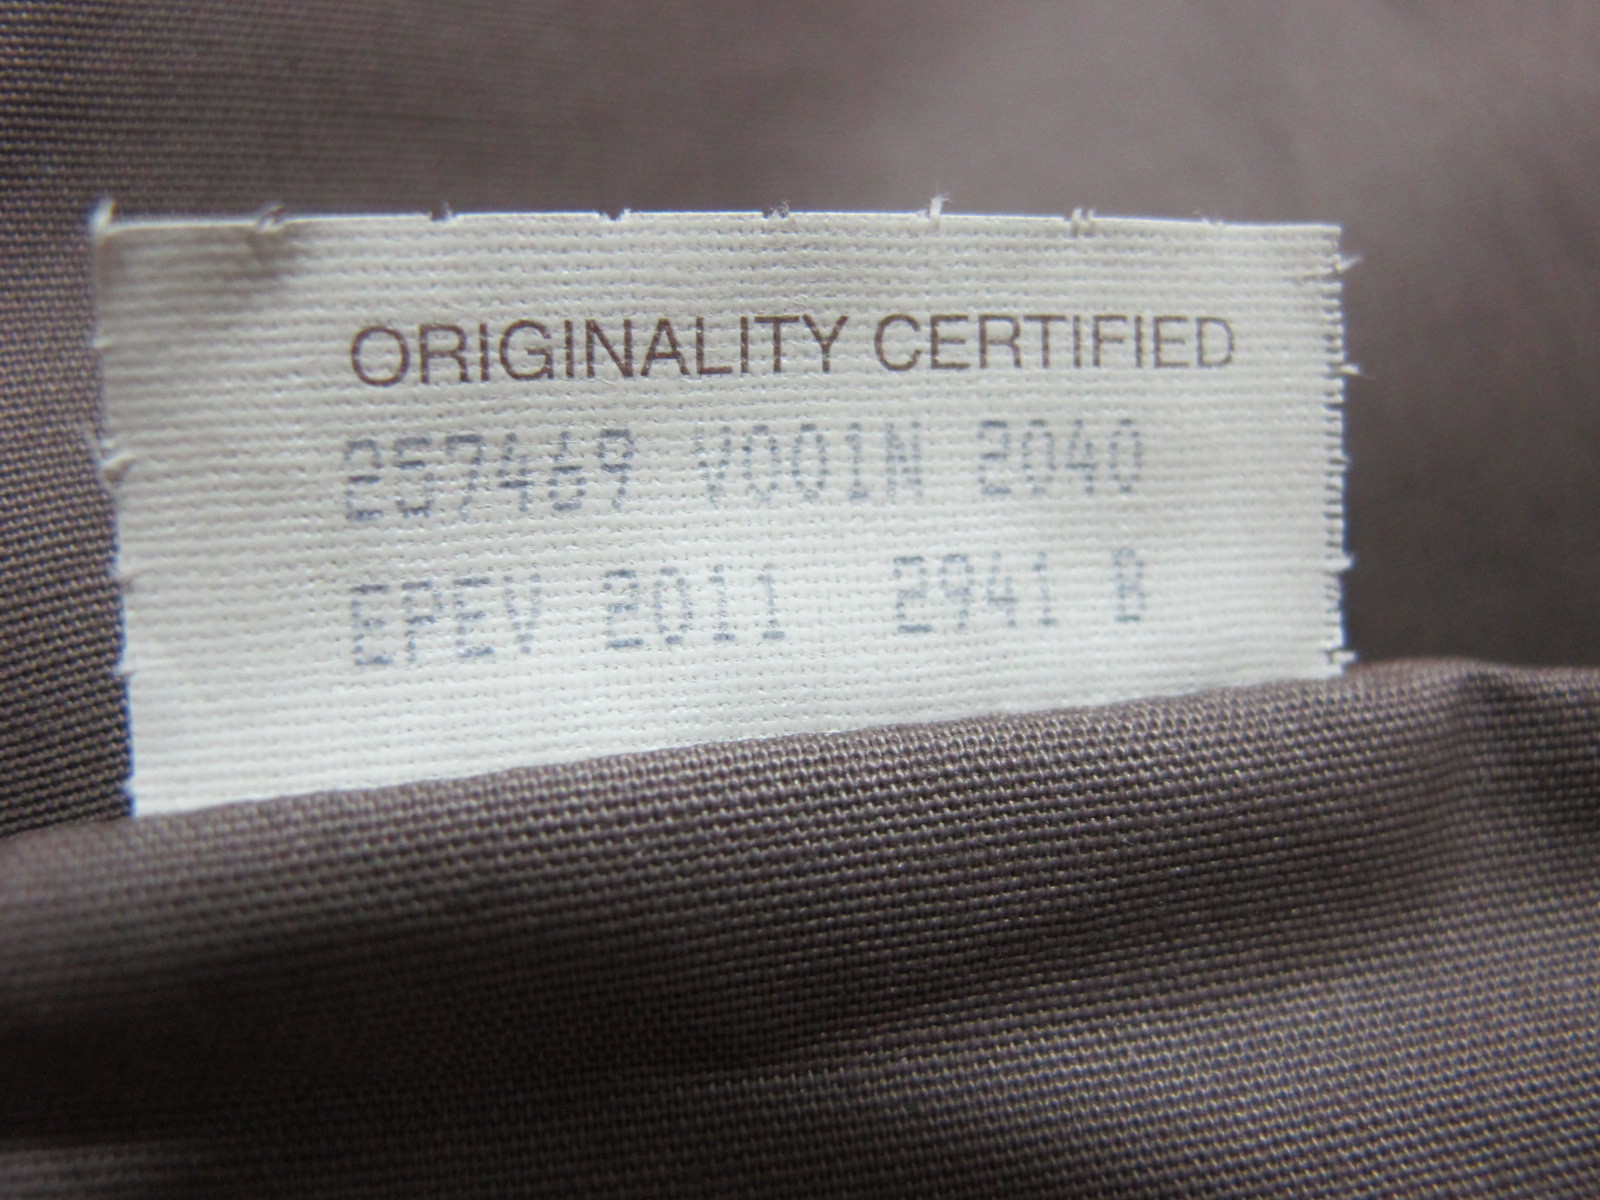 ORIGINALITY CERTIFIED
257469 V001N 2040
EPEV 2011 2941 B